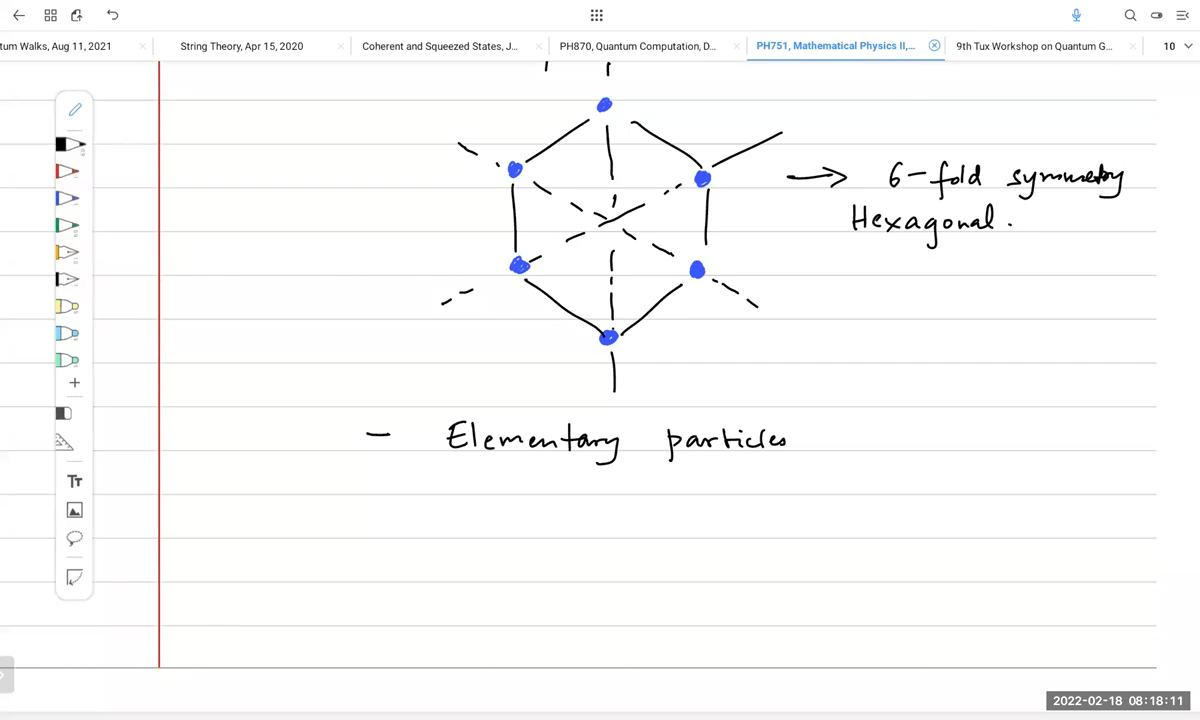 tum Walks, Aug 11, 2021
String Theory, Apr 15, 2020
Coherent and Squeezed States, J...
PH870, Quantum Computation, D...
PH751, Mathematical Physics II,...
9th Tux Workshop on Quantum G...
10
→ 6-fold symmetry
Hexagonal.
- Elementary particles
TT
2022-02-18 08:18:11